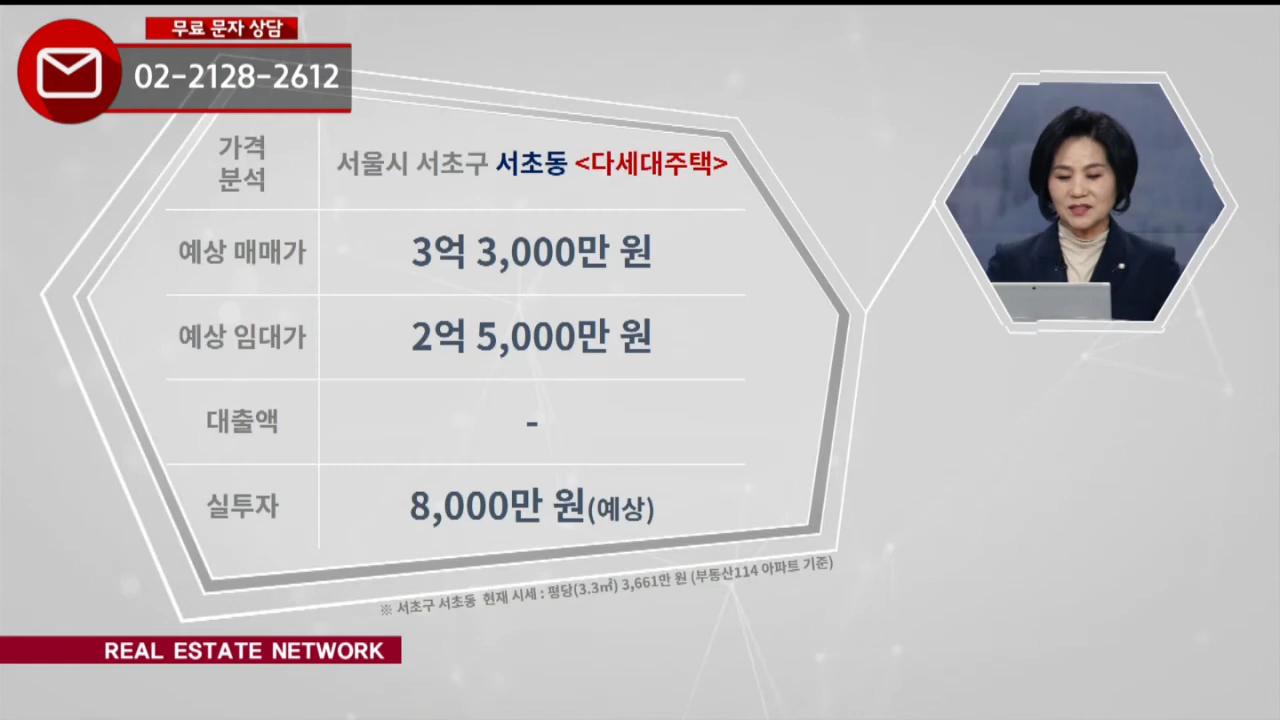 무료 문자 상담
02-2128-2612
가격
분석
서울시 서초구 서초동 <다세대주택>
예상 매매가
3억 3,000만 원
예상 임대가
2억 5,000만 원
대출액
-
실투자
8,000만 원(예상)
※ 서초구 서초동 현재 시세 : 평당(3.3㎡) 3,661만 원 (부동산114 아파트 기준)
REAL ESTATE NETWORK